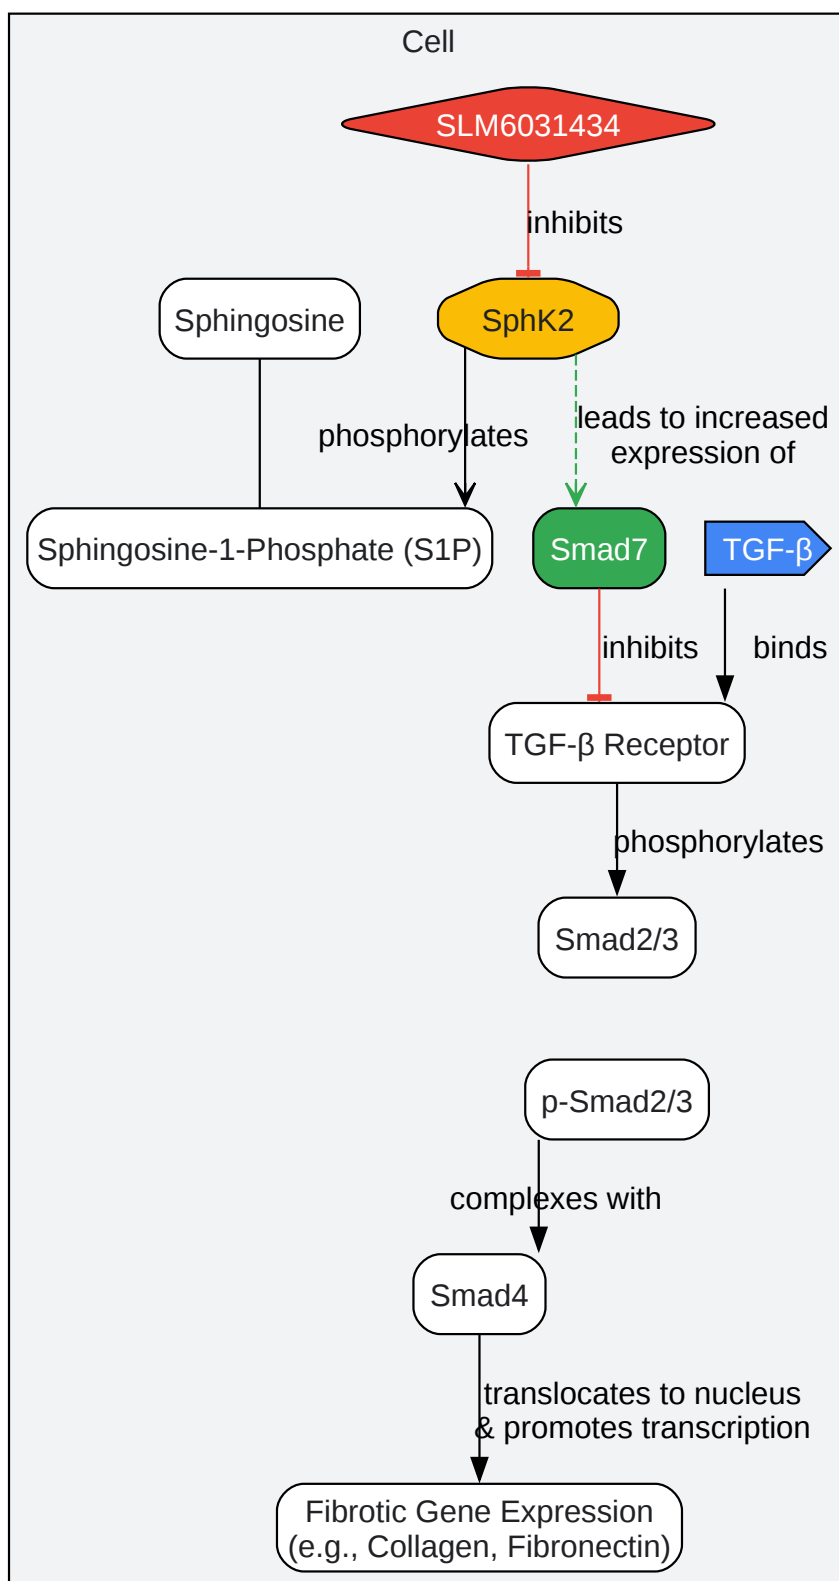 Cell
SLM6031434
inhibits
Sphingosine
SphK2
phosphorylates
leads to increased
expression of
Sphingosine-1-Phosphate (S1P)
Smad7
TGF-β
inhibits
binds
TGF-β Receptor
phosphorylates
Smad2/3
p-Smad2/3
complexes with
Smad4
translocates to nucleus
& promotes transcription
Fibrotic Gene Expression
(e.g., Collagen, Fibronectin)